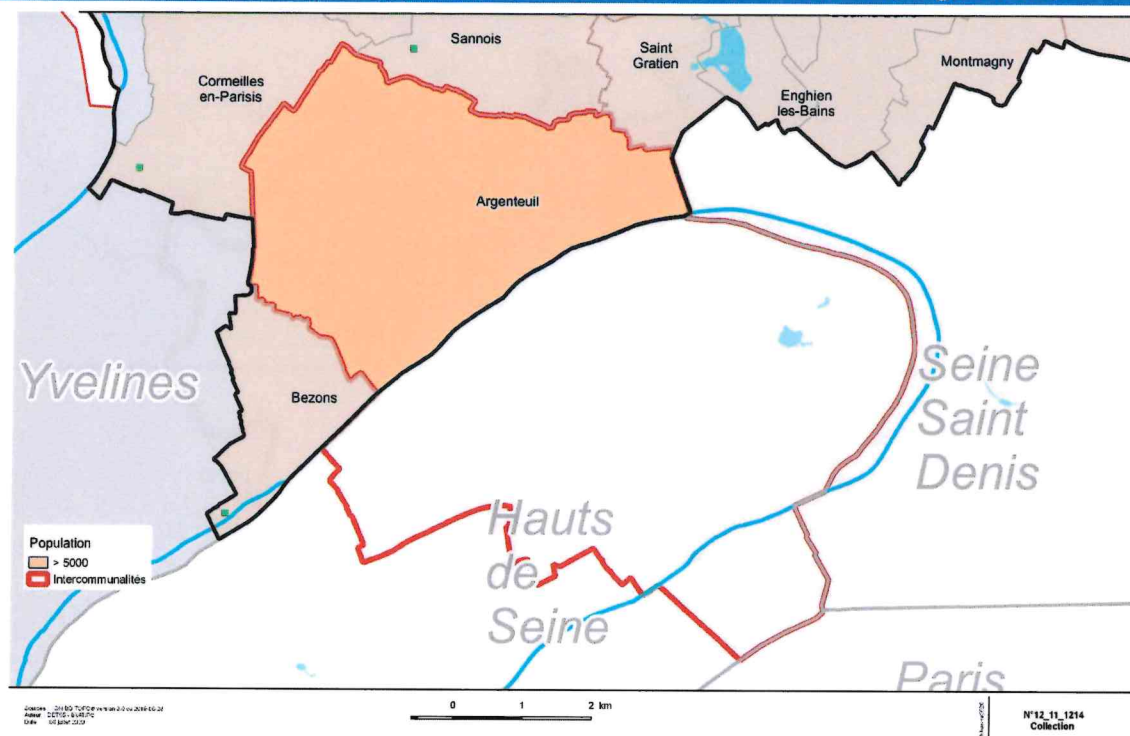 Sannois
Saint
Gratien
Montmagny
Cormeilles
en-Parisis
Enghien
les-Bains
Argenteuil
Yvelines
Bezons
Seine
Saint
Denis
Hauts
de
Seine
Paris
Population
> 5000
Intercommunalités
0 1 2 km
N°12_11_1214
Collection